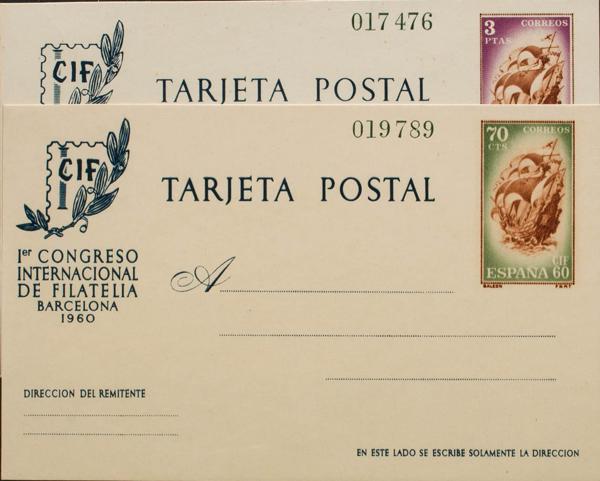 017476
3
PTAS
CORREOS
CIF
TARJETA POSTAL
019789
70
CTS
CORREOS
CIF
TARJETA POSTAL
CIF
ESPAÑA 60
GALEON
F.N.M.T
1er CONGRESO
INTERNACIONAL
DE FILATELIA
BARCELONA
1960
A
DIRECCION DEL REMITENTE
EN ESTE LADO SE ESCRIBE SOLAMENTE LA DIRECCION